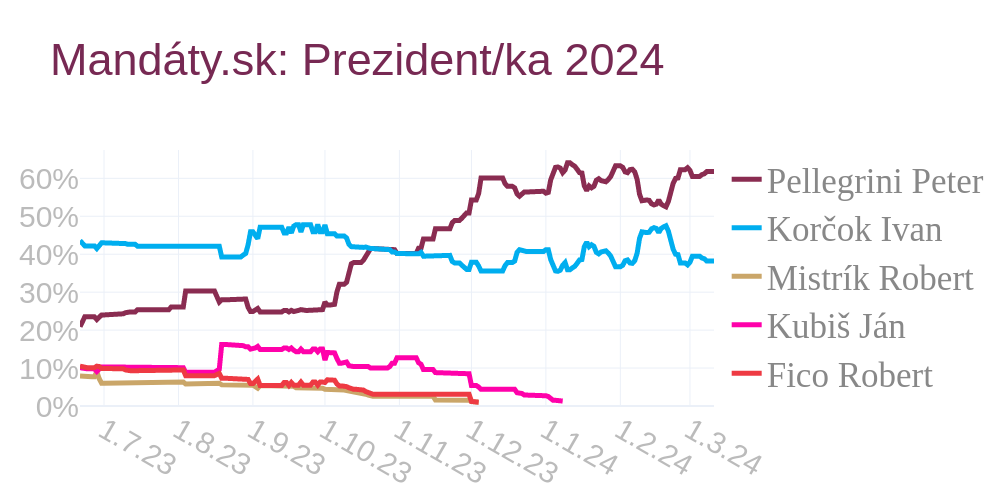 Mandáty.sk: Prezident/ka 2024
60%
50%
40%
30%
20%
10%
0%
1.7.23
1.8.23
1.9.23
1.10.23
1.11.23
1.12.23
1.1.24
1.2.24
1.3.24
Pellegrini Peter
Korčok Ivan
Mistrík Robert
Kubiš Ján
Fico Robert